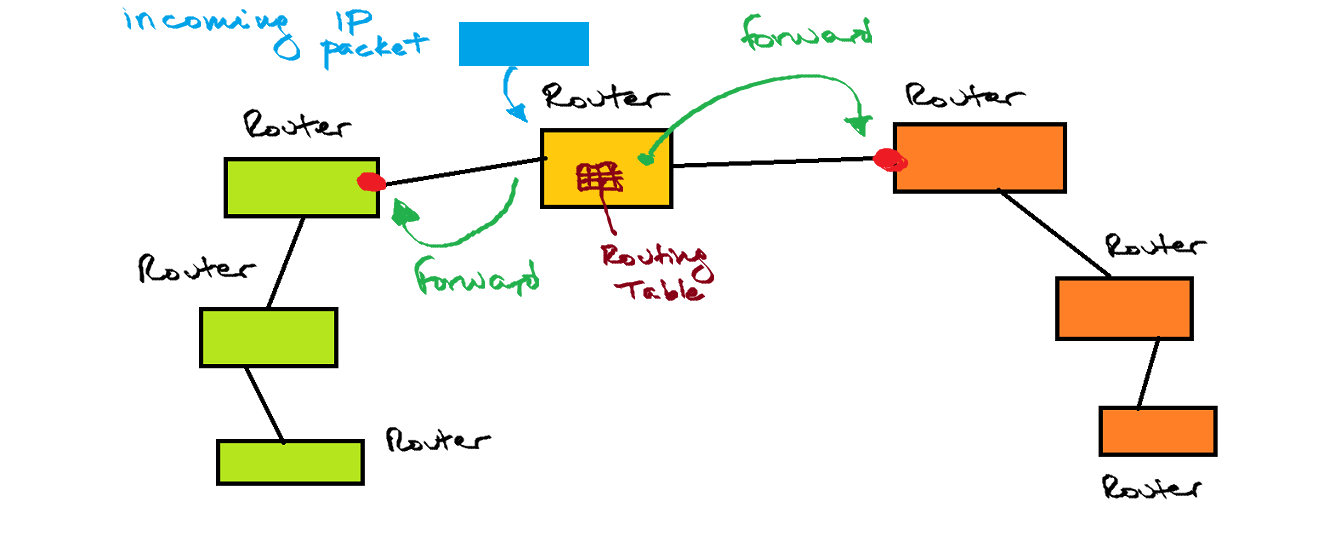 incoming IP
packet
forward
Router
Router
Router
Router
Router
forward
Routing
Table
Router
Router
Router